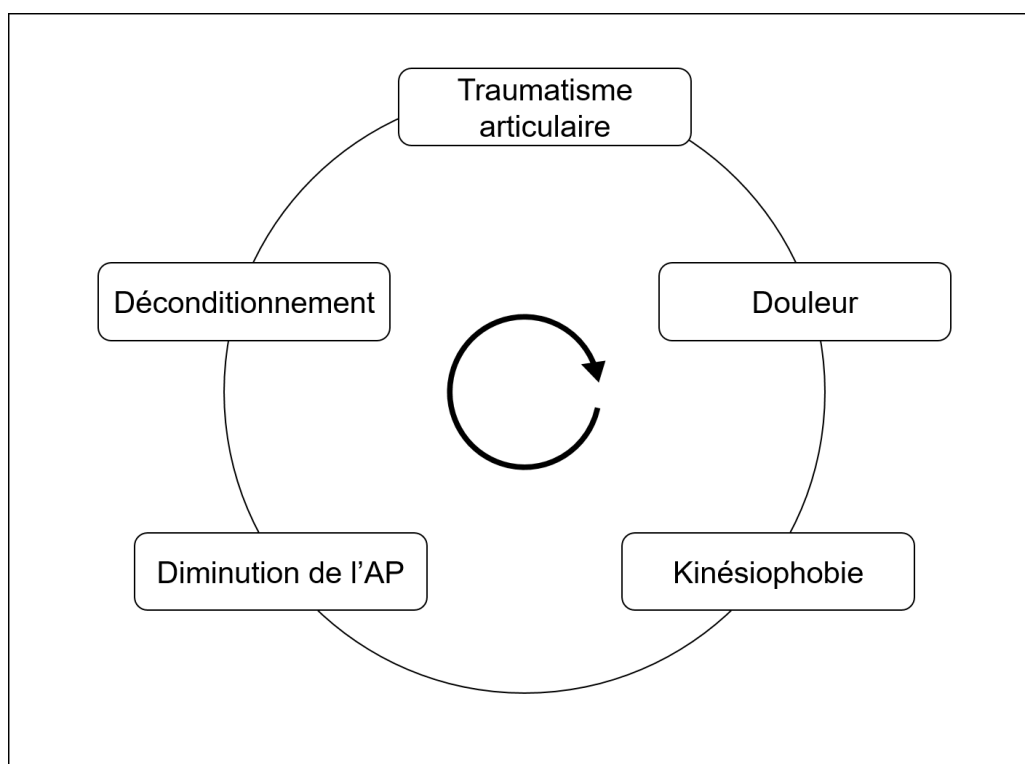 Traumatisme
articulaire
Douleur
Kinésiophobie
Diminution de l’AP
Déconditionnement